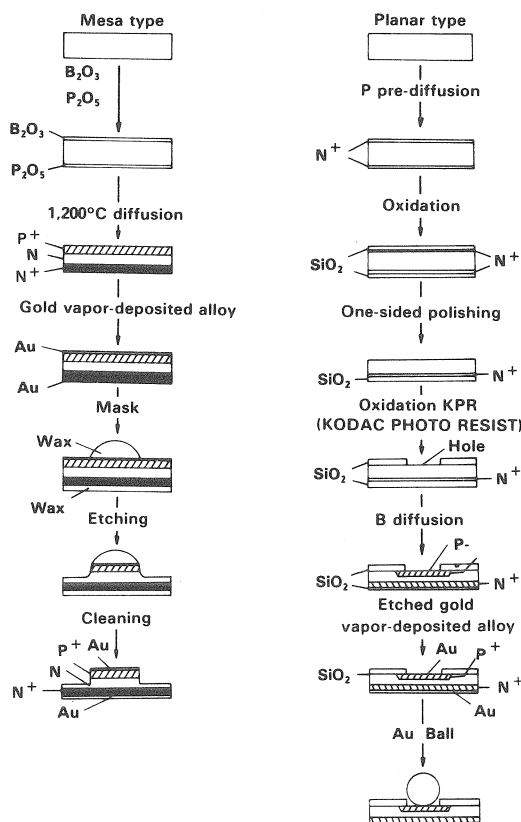 Mesa type
B₂O₃
P₂O₅
B₂O₃
P₂O₅
1,200°C diffusion
P⁺
N
N⁺
Gold vapor-deposited alloy
Au
Au
Mask
Wax
Wax
Etching
Cleaning
Au
P⁺
N
N⁺
Au
Planar type
P pre-diffusion
N⁺
Oxidation
SiO₂
N⁺
One-sided polishing
SiO₂
N⁺
Oxidation KPR
(KODAC PHOTO RESIST)
Hole
SiO₂
N⁺
B diffusion
P-
SiO₂
N⁺
Etched gold
vapor-deposited alloy
Au
P⁺
SiO₂
N⁺
Au
Au Ball